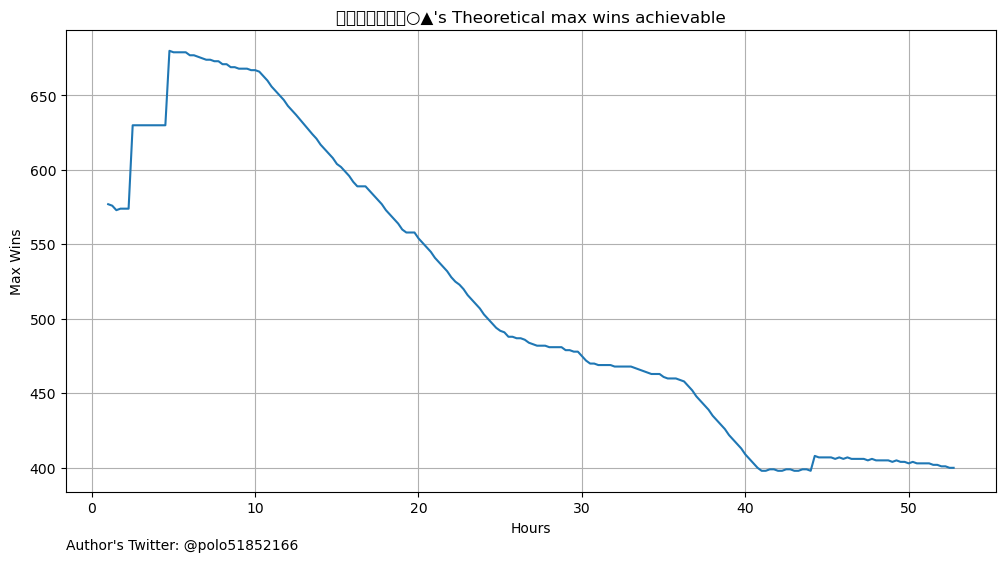 ○▲'s Theoretical max wins achievable
Max Wins
650
600
550
500
450
400
0 10 20 30 40 50
Hours
Author's Twitter: @polo51852166